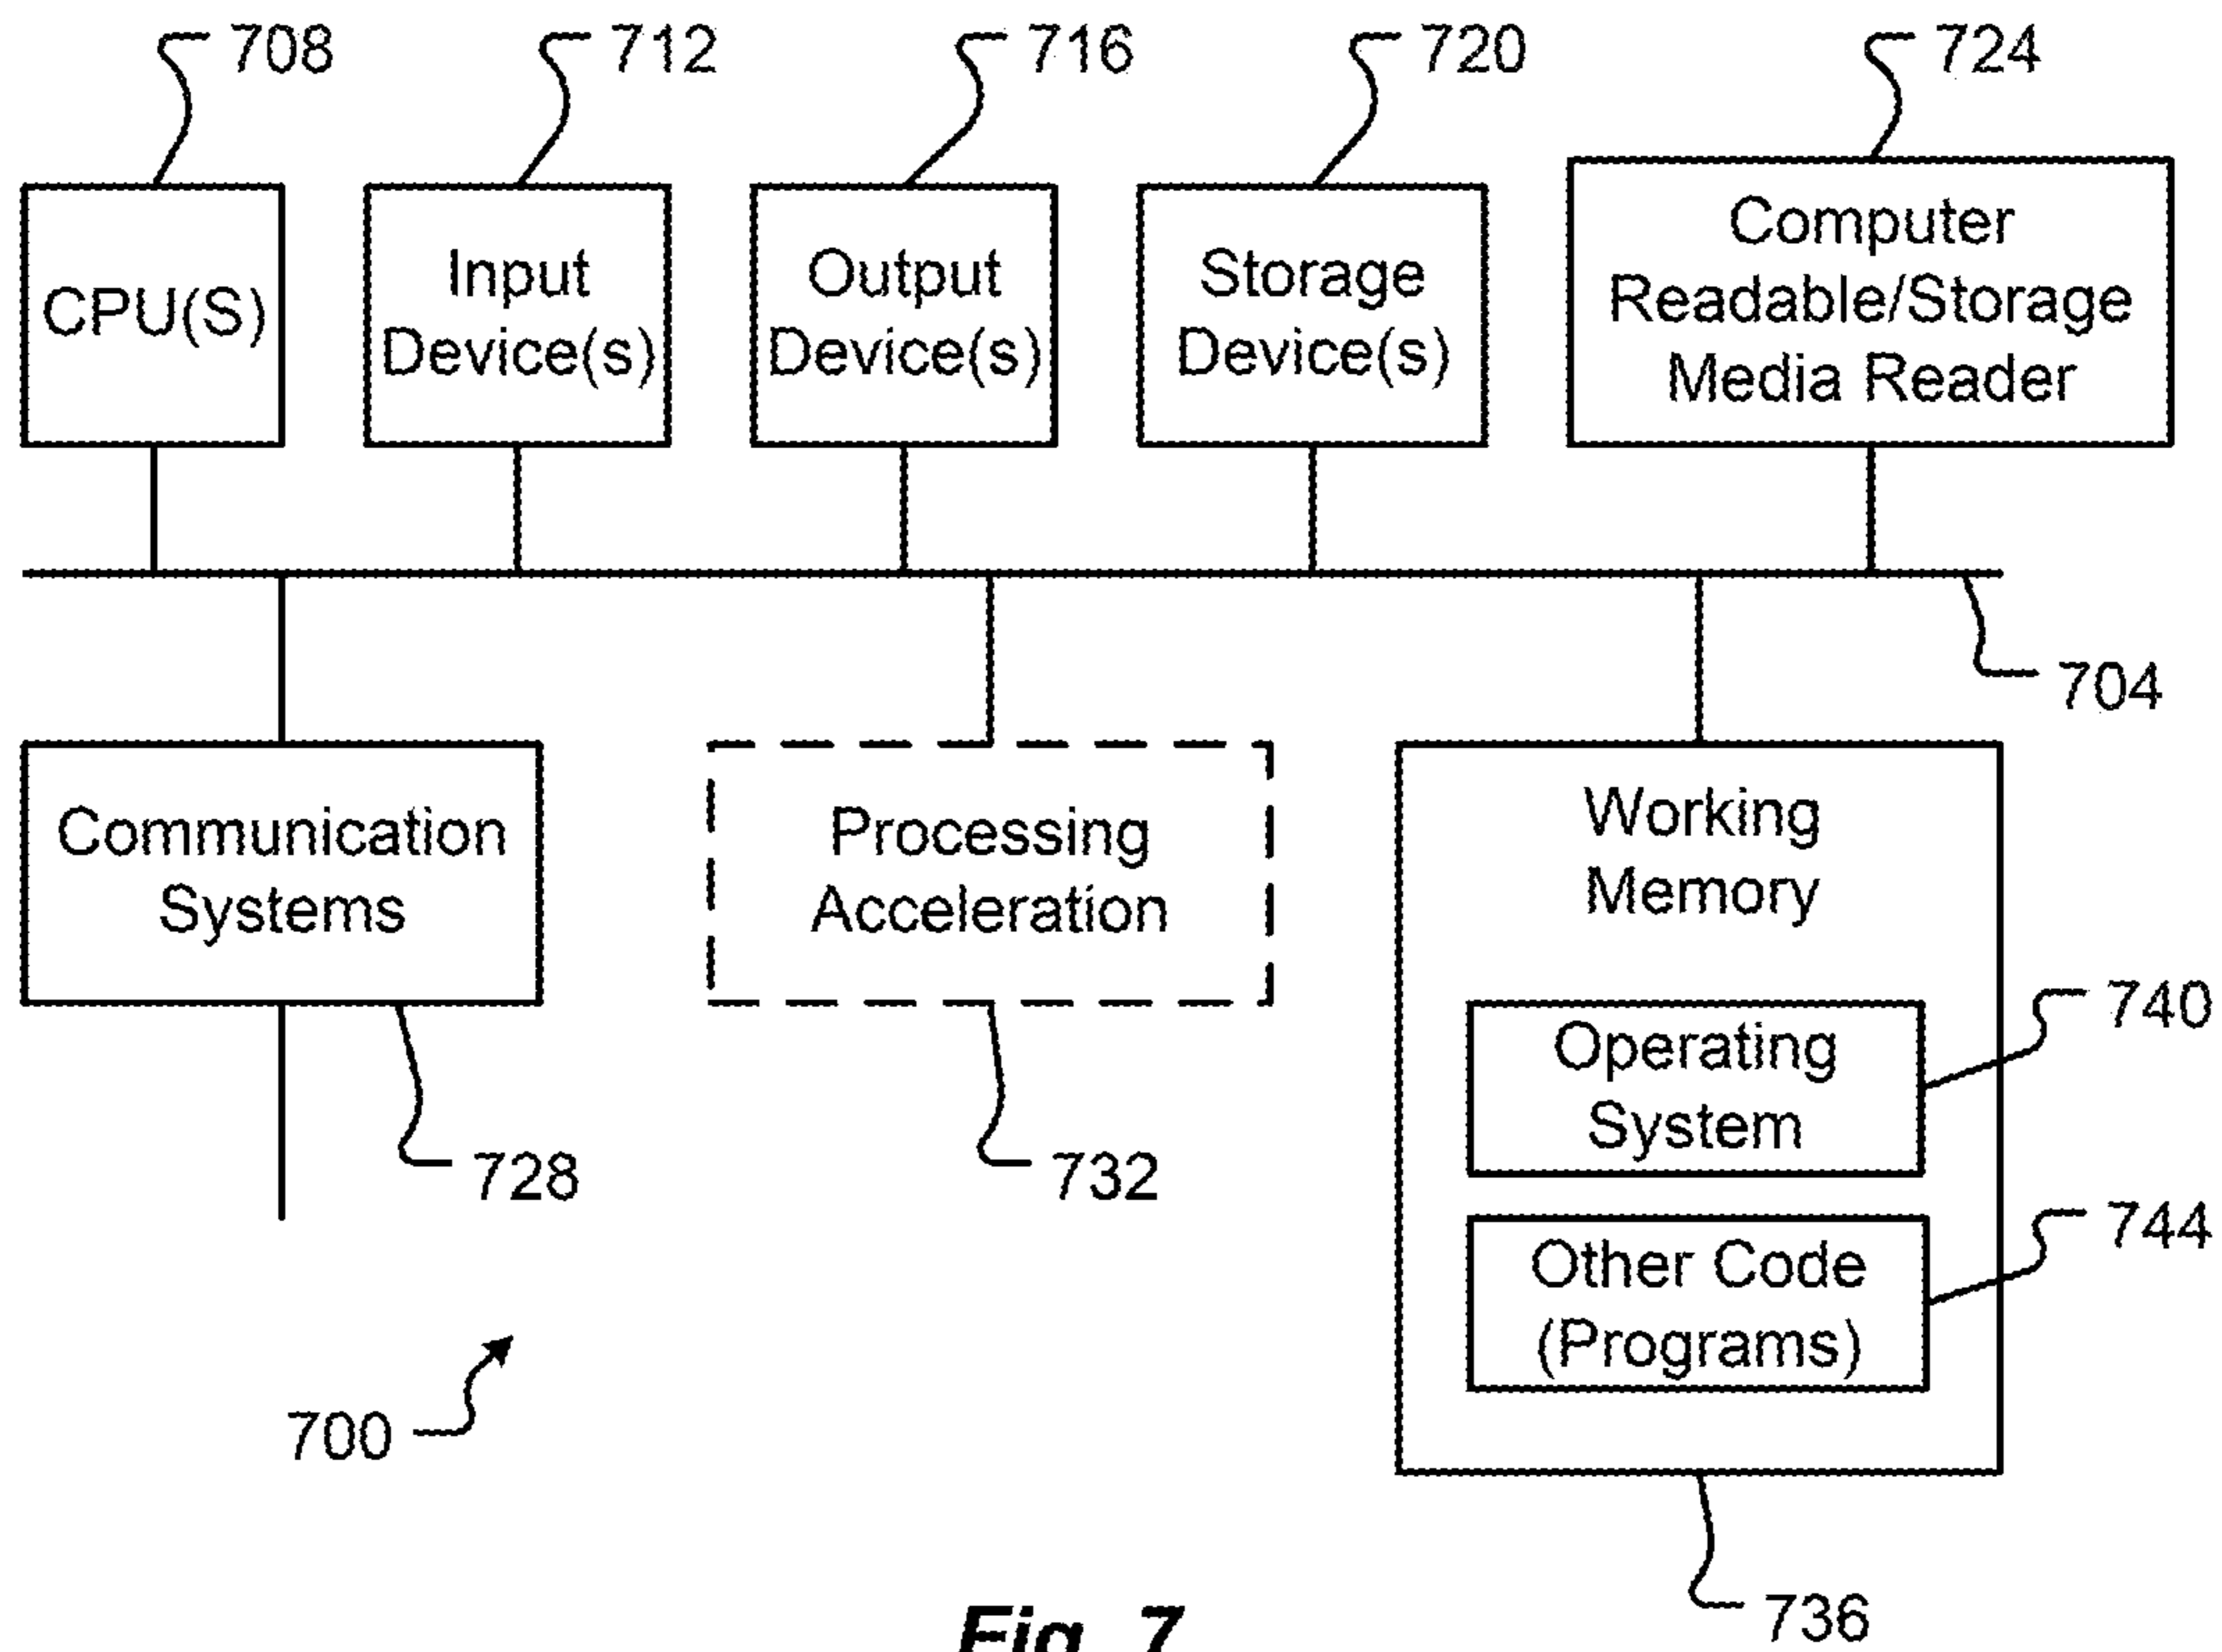 708
712
716
720
724
CPU(S)
Input
Device(s)
Output
Device(s)
Storage
Device(s)
Computer
Readable/Storage
Media Reader
704
Communication
Systems
728
Processing
Acceleration
732
Working
Memory
Operating
System
740
Other Code
(Programs)
744
736
700
Fig. 7